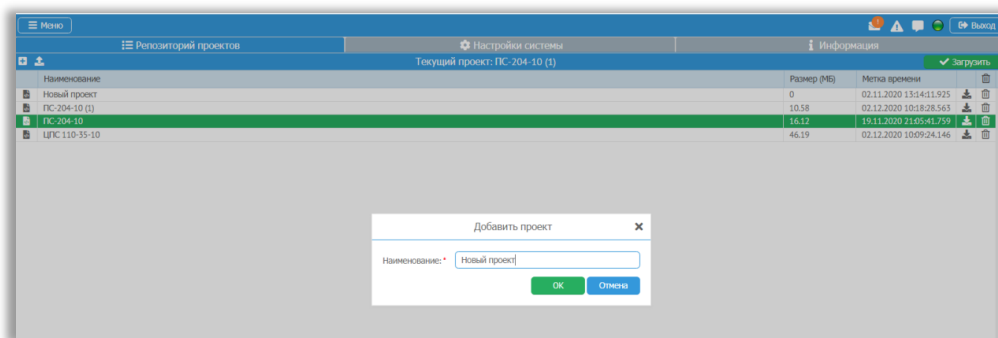 Меню Выход
Репозиторий проектов Настройки системы Информация
Текущий проект: ПС-204-10 (1) Загрузить
Наименование Размер (МБ) Метка времени
Новый проект 0 02.11.2020 13:14:11.925
ПС-204-10 (1) 10.58 02.12.2020 10:18:28.563
ПС-204-10 16.12 19.11.2020 21:05:41.759
ЦПС 110-35-10 46.19 02.12.2020 10:09:24.146
Добавить проект
Наименование:* Новый проект
ОК Отмена